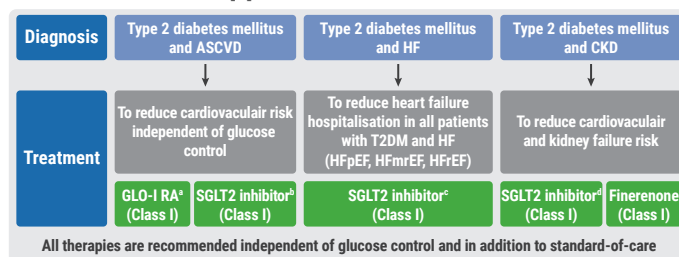 Diagnosis
Type 2 diabetes mellitus
and ASCVD
Type 2 diabetes mellitus
and HF
Type 2 diabetes mellitus
and CKD
Treatment
To reduce cardiovaculair risk
independent of glucose
control
To reduce heart failure
hospitalisation in all patients
with T2DM and HF
(HFpEF, HFmrEF, HFrEF)
To reduce cardiovaculair
and kidney failure risk
GLO-I RAᵃ
(Class I)
SGLT2 inhibitorᵇ
(Class I)
SGLT2 inhibitorᶜ
(Class I)
SGLT2 inhibitorᵈ
(Class I)
Finerenone
(Class I)
All therapies are recommended independent of glucose control and in addition to standard-of-care